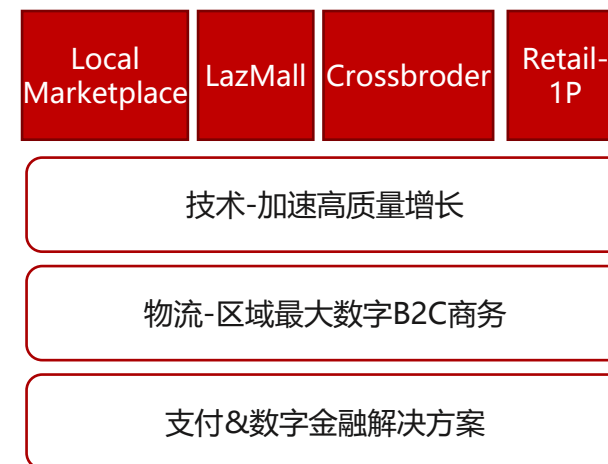 Local
Marketplace
LazMall
Crossbroder
Retail-
1P
技术-加速高质量增长
物流-区域最大数字B2C商务
支付&数字金融解决方案